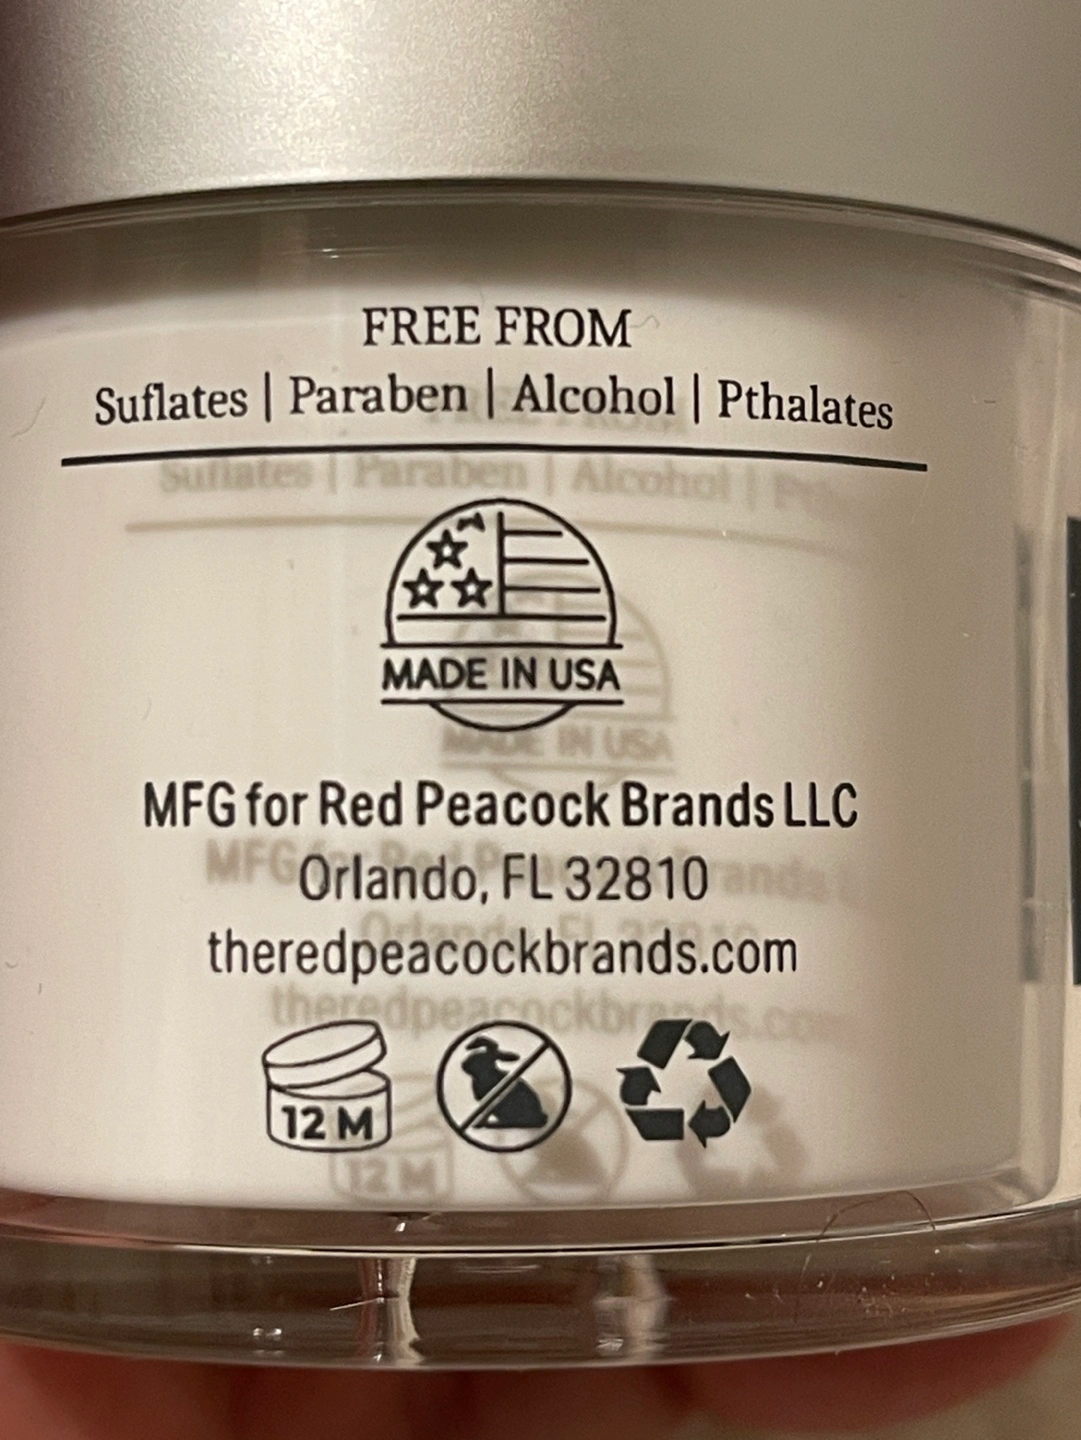 FREE FROM
Suflates | Paraben | Alcohol | Pthalates
MADE IN USA
MFG for Red Peacock Brands LLC
Orlando, FL 32810
theredpeacockbrands.com
12 M